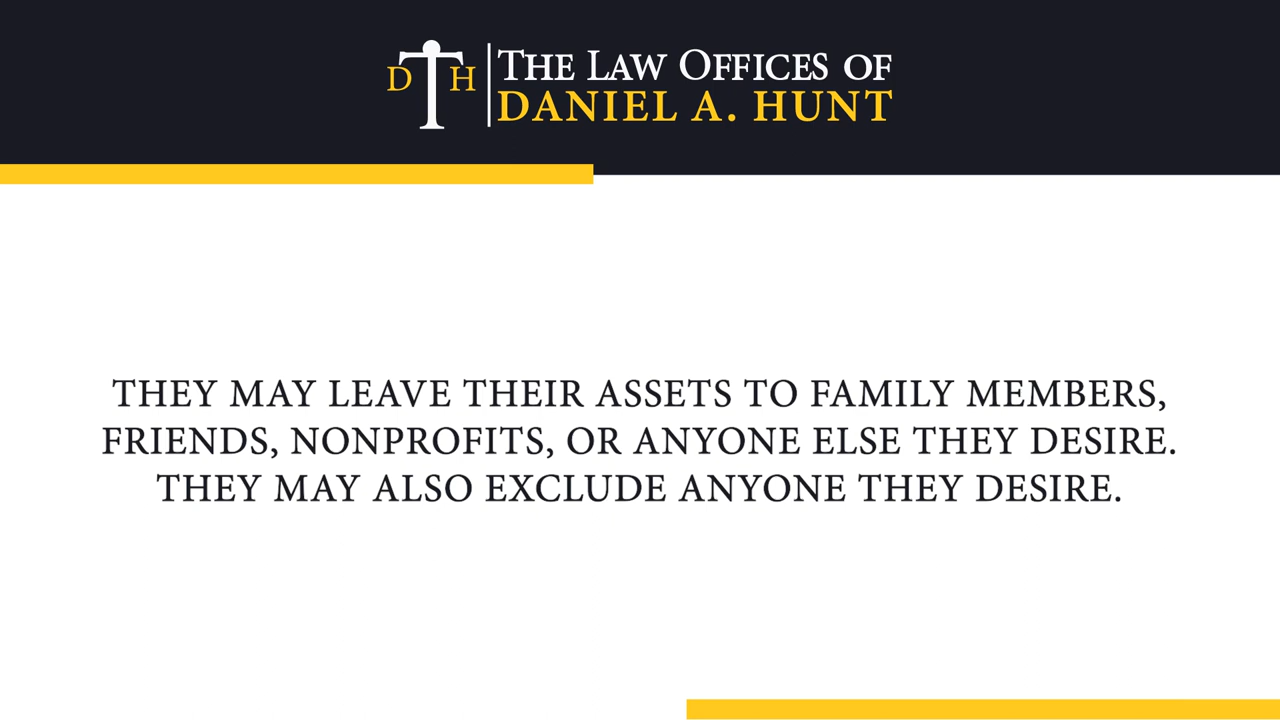 D H
THE LAW OFFICES OF
DANIEL A. HUNT
THEY MAY LEAVE THEIR ASSETS TO FAMILY MEMBERS,
FRIENDS, NONPROFITS, OR ANYONE ELSE THEY DESIRE.
THEY MAY ALSO EXCLUDE ANYONE THEY DESIRE.